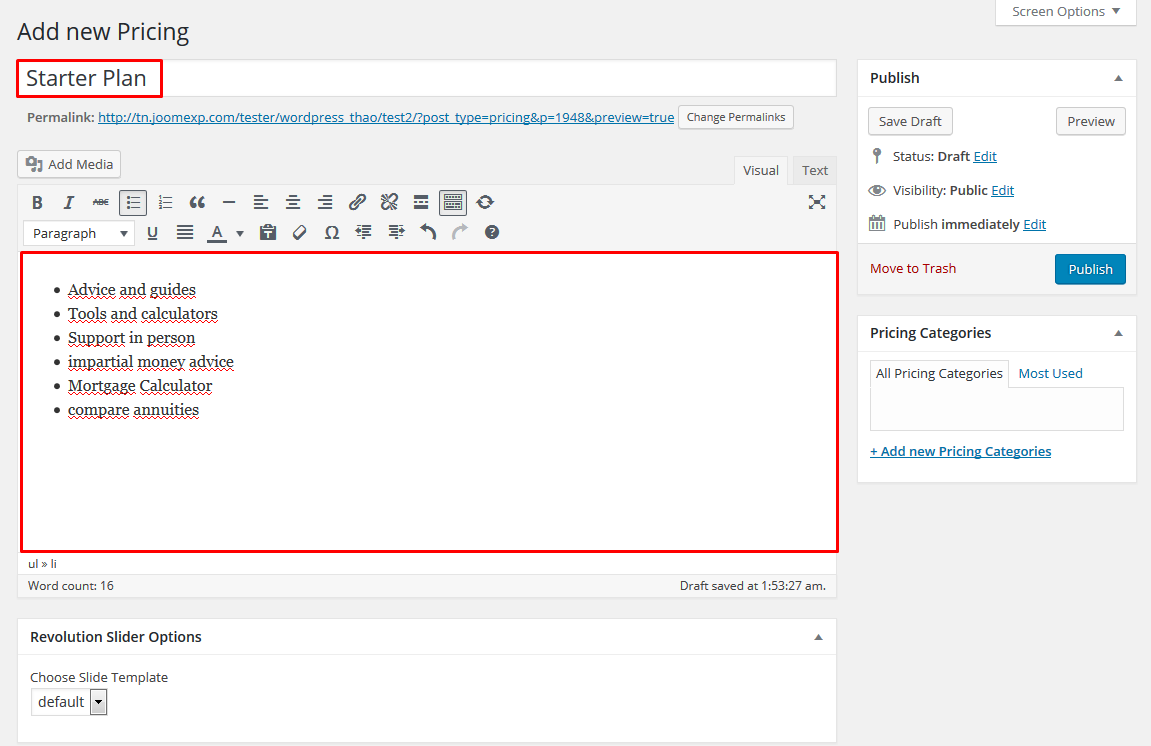 Screen Options
Add new Pricing
Starter Plan
Permalink: http://tn.joomexp.com/tester/wordpress_thao/test2/?post_type=pricing&p=1948&preview=true Change Permalinks
Add Media
Visual Text
B I ABC
Paragraph U A T Ω ?
Advice and guides
Tools and calculators
Support in person
impartial money advice
Mortgage Calculator
compare annuities
ul » li
Word count: 16 Draft saved at 1:53:27 am.
Revolution Slider Options
Choose Slide Template
default
Publish
Save Draft Preview
Status: Draft Edit
Visibility: Public Edit
Publish immediately Edit
Move to Trash Publish
Pricing Categories
All Pricing Categories Most Used
+ Add new Pricing Categories